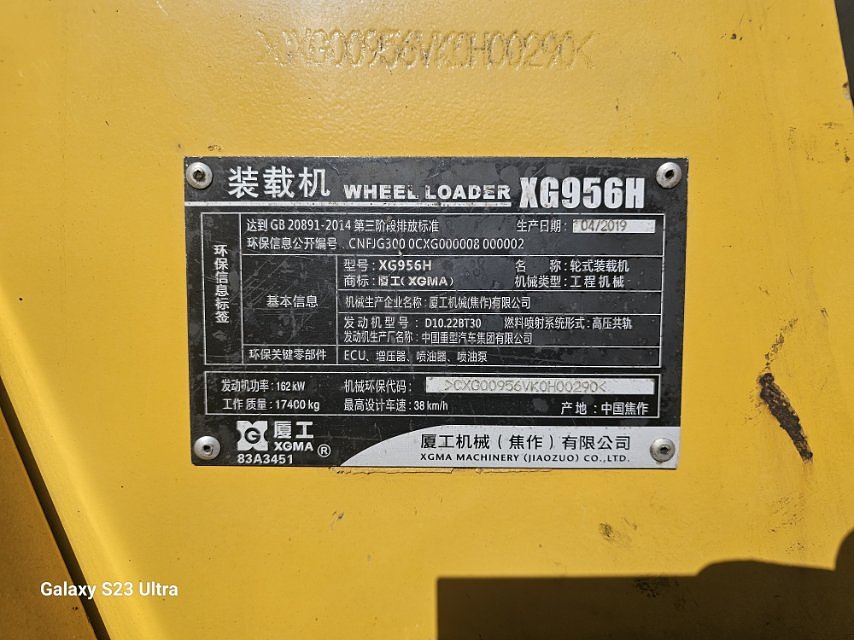 >CXG00956VK0H00290<
装载机 WHEEL LOADER XG956H
环保信息标签
达到GB 20891-2014 第三阶段排放标准 生产日期: 04/2019
环保信息公开编号 CNFJG300 0CXG000008 000002
基本信息
型号: XG956H 名 称: 轮式装载机
商标: 厦工(XGMA) 机械类型: 工程机械
机械生产企业名称: 厦工机械(焦作)有限公司
发动机型号: D10.22BT30 燃料喷射系统形式: 高压共轨
发动机生产厂名称: 中国重型汽车集团有限公司
环保关键零部件 ECU、增压器、喷油器、喷油泵
发动机功率: 162 kW 机械环保代码: >CXG00956VK0H00290<
工作质量: 17400 kg 最高设计车速: 38 km/h 产地: 中国焦作
厦工
XGMA ®
83A3451
厦工机械(焦作)有限公司
XGMA MACHINERY (JIAOZUO) CO.,LTD.
Galaxy S23 Ultra